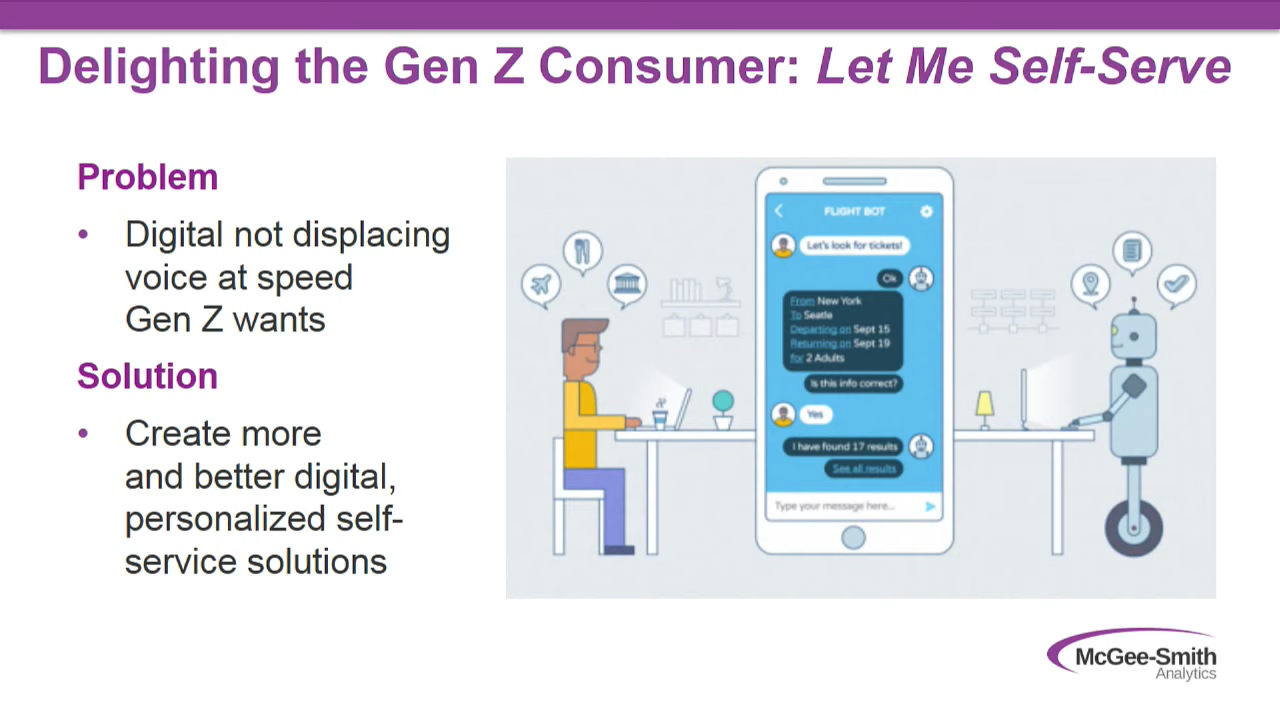 Delighting the Gen Z Consumer: Let Me Self-Serve
Problem
• Digital not displacing
voice at speed
Gen Z wants
Solution
• Create more
and better digital,
personalized self-
service solutions
FLIGHT BOT
Let's look for tickets!
Ok
From New York
To Seatle
Departing on Sept 15
Returning on Sept 19
for 2 Adults
Is this info correct?
Yes
I have found 17 results
See all results
Type your message here...
McGee-Smith
Analytics